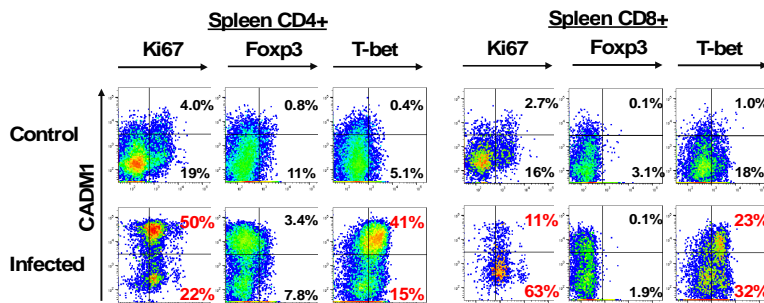 Spleen CD4+ Spleen CD8+
Ki67 Foxp3 T-bet Ki67 Foxp3 T-bet
4.0% 0.8% 0.4% 2.7% 0.1% 1.0%
Control
19% 11% 5.1% 16% 3.1% 18%
CADM1
50% 3.4% 41% 11% 0.1% 23%
Infected
22% 7.8% 15% 63% 1.9% 32%